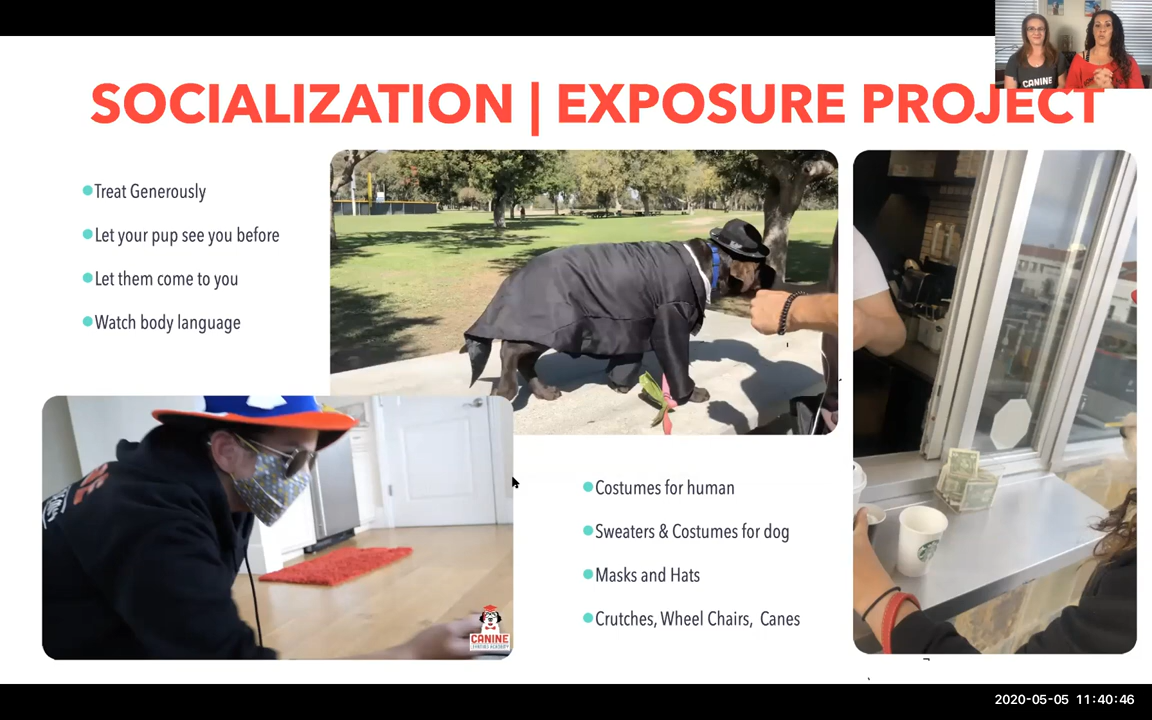 CANINE
SOCIALIZATION | EXPOSURE PROJECT
Treat Generously
Let your pup see you before
Let them come to you
Watch body language
Costumes for human
Sweaters & Costumes for dog
Masks and Hats
Crutches, Wheel Chairs, Canes
CANINE
2020-05-05 11:40:46